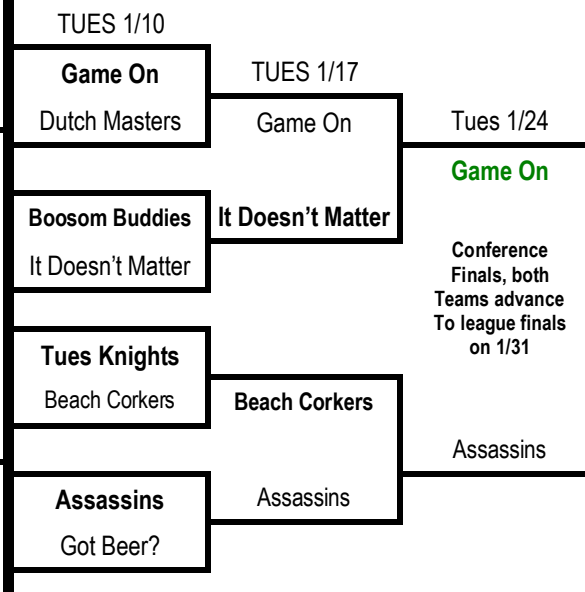 TUES 1/10
Game On
Dutch Masters
Boosom Buddies
It Doesn't Matter
Tues Knights
Beach Corkers
Assassins
Got Beer?
TUES 1/17
Game On
It Doesn't Matter
Beach Corkers
Assassins
Tues 1/24
Game On
Conference
Finals, both
Teams advance
To league finals
on 1/31
Assassins